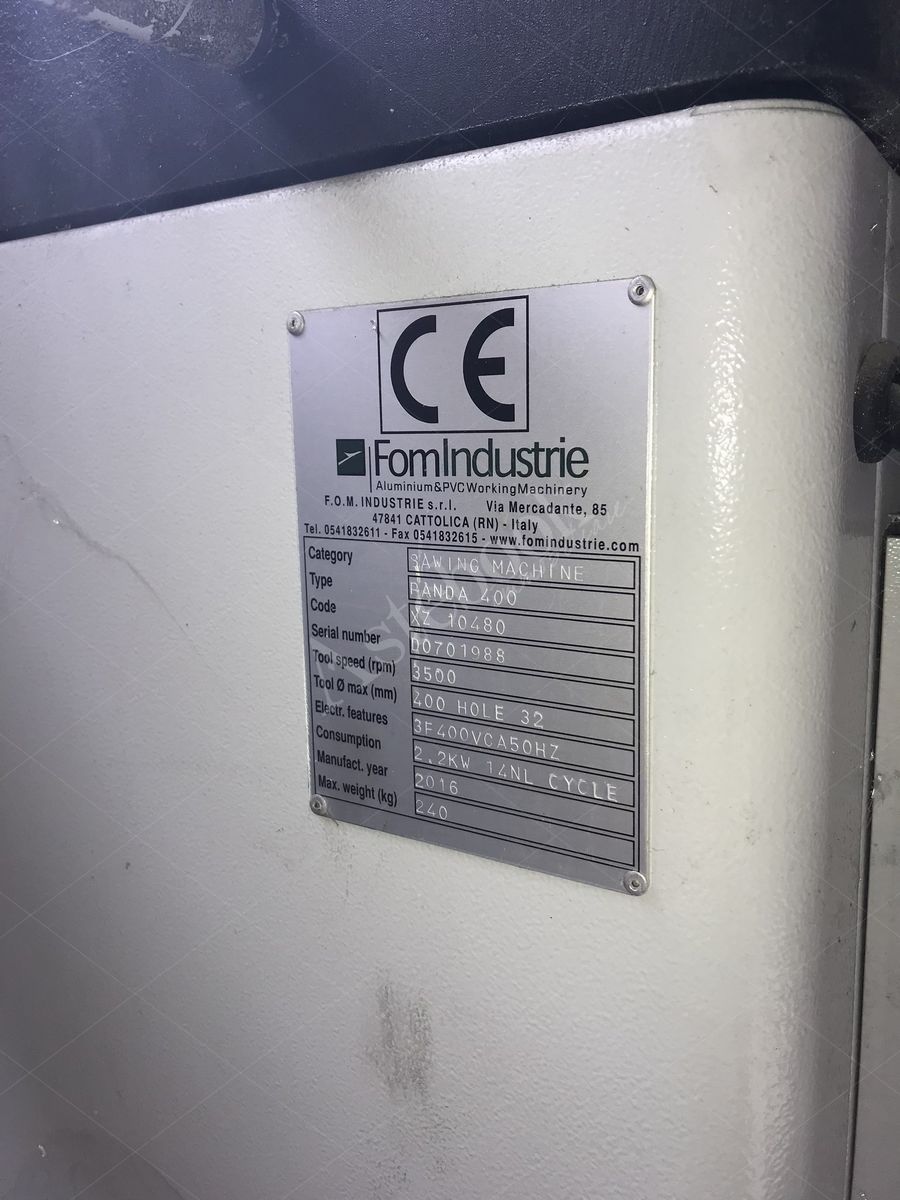 CE
FomIndustrie
Aluminium&PVCWorkingMachinery
F.O.M. INDUSTRIE s.r.l. Via Mercadante, 85
47841 CATTOLICA (RN) - Italy
Tel. 0541832611 - Fax 0541832615 - www.fomindustrie.com
Category SAWING MACHINE
Type PANDA 400
Code XZ 10480
Serial number D0701988
Tool speed (rpm) 3500
Tool Ø max (mm) 400 HOLE 32
Electr. features 3F400VCA50HZ
Consumption 2.2KW 14NL CYCLE
Manufact. year 2016
Max. weight (kg) 240